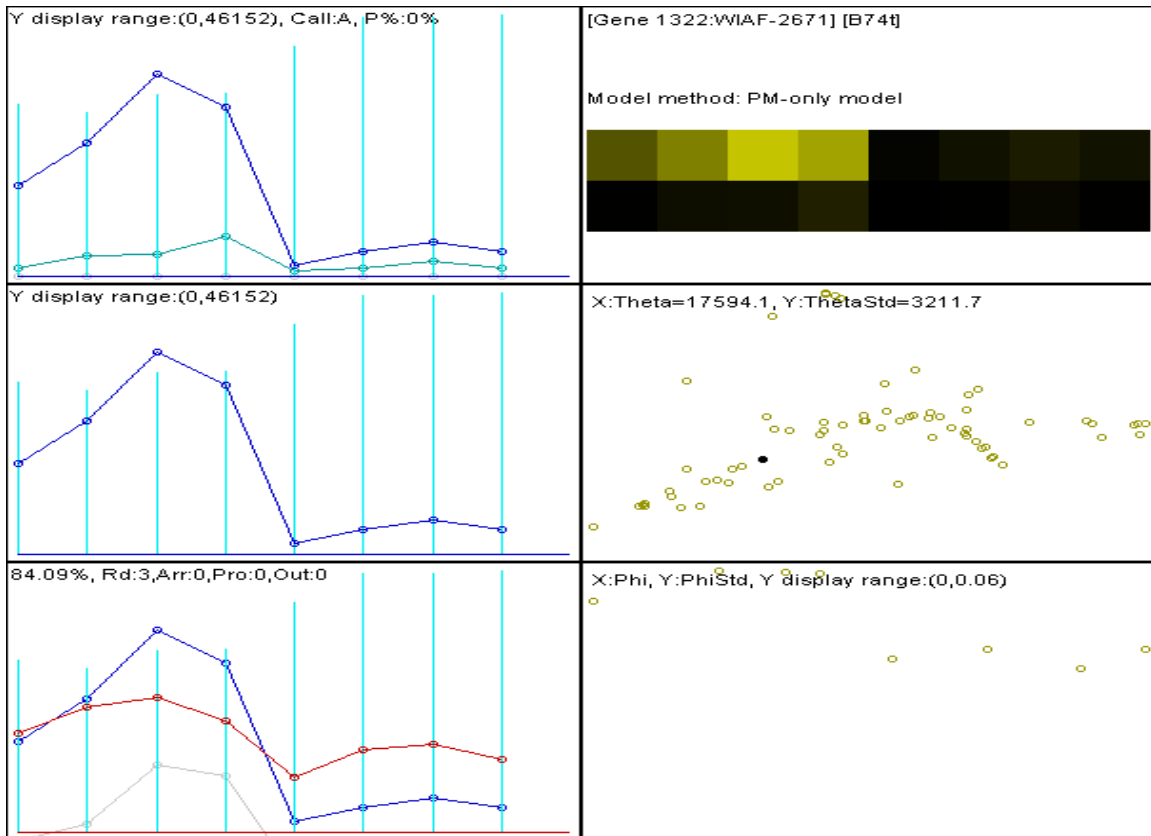 Y display range:(0,46152), Call:A, P%:0%
[Gene 1322:WIAF-2671] [B74t]
Model method: PM-only model
Y display range:(0,46152)
X:Theta=17594.1, Y:ThetaStd=3211.7
84.09%, Rd:3,Arr:0,Pro:0,Out:0
X:Phi, Y:PhiStd, Y display range:(0,0.06)